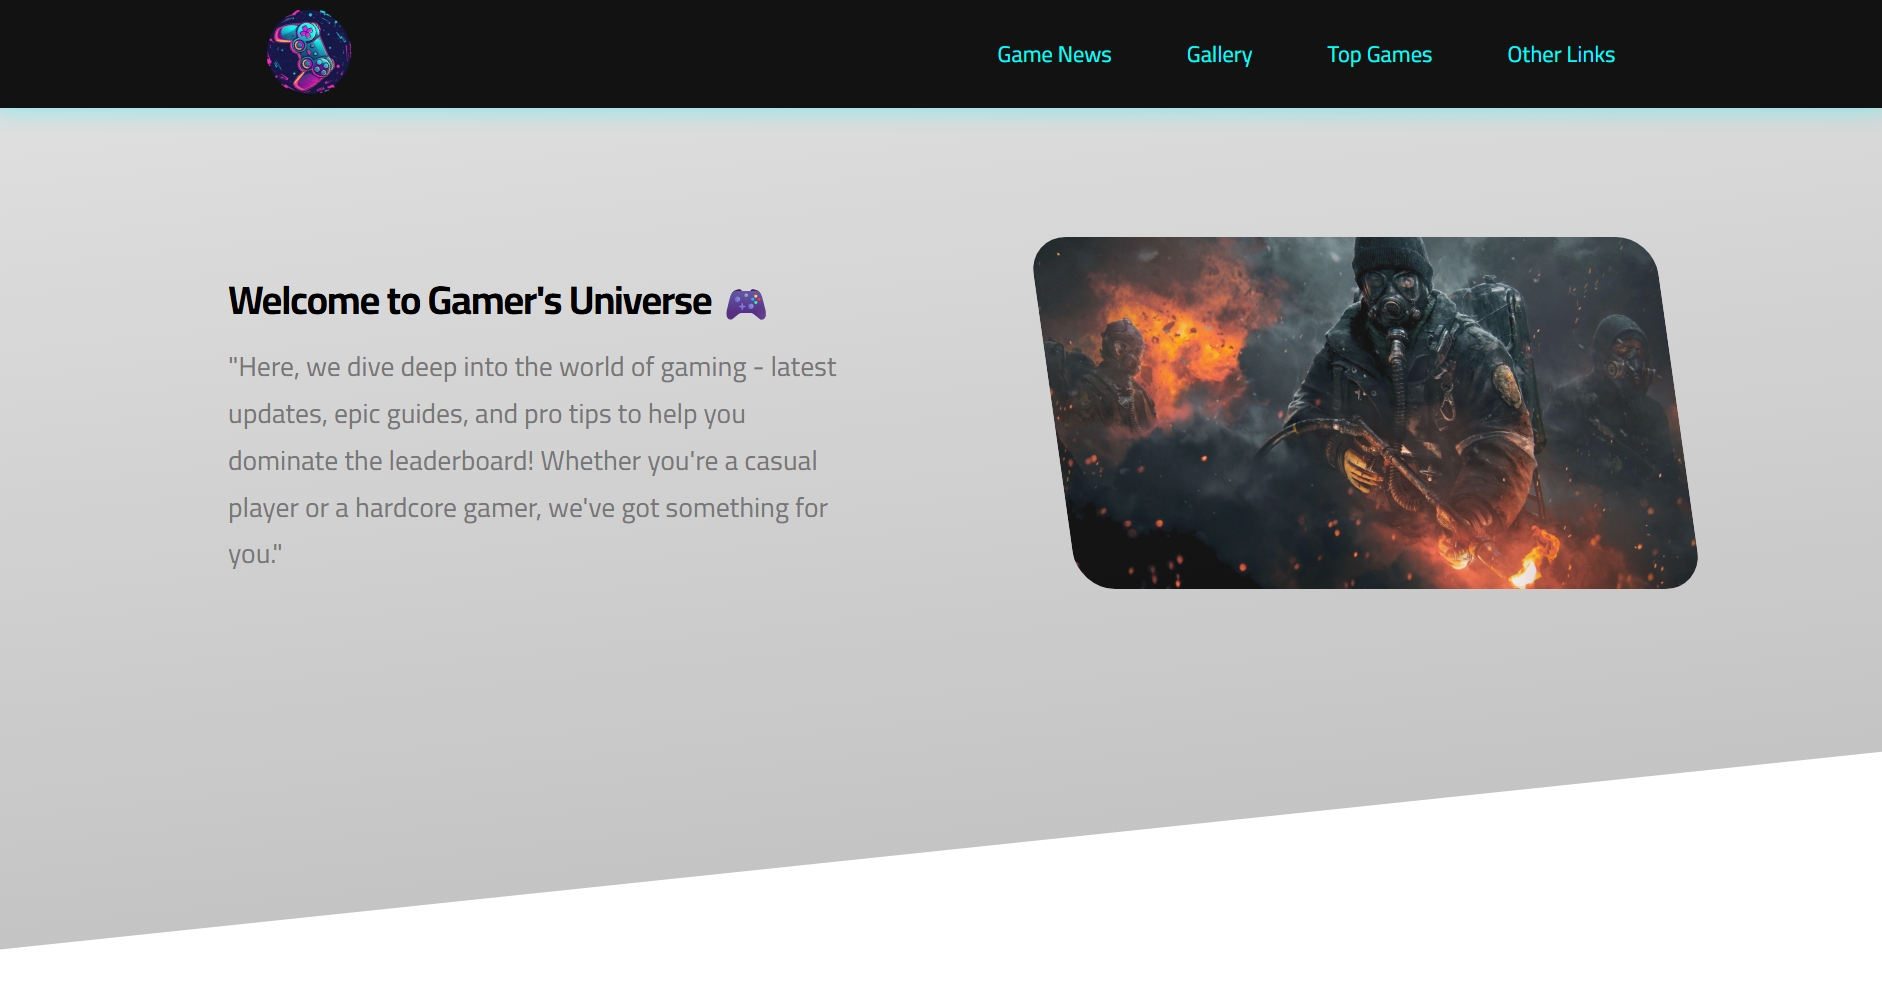 Game News
Gallery
Top Games
Other Links
Welcome to Gamer's Universe 🎮
"Here, we dive deep into the world of gaming - latest
updates, epic guides, and pro tips to help you
dominate the leaderboard! Whether you're a casual
player or a hardcore gamer, we've got something for
you."